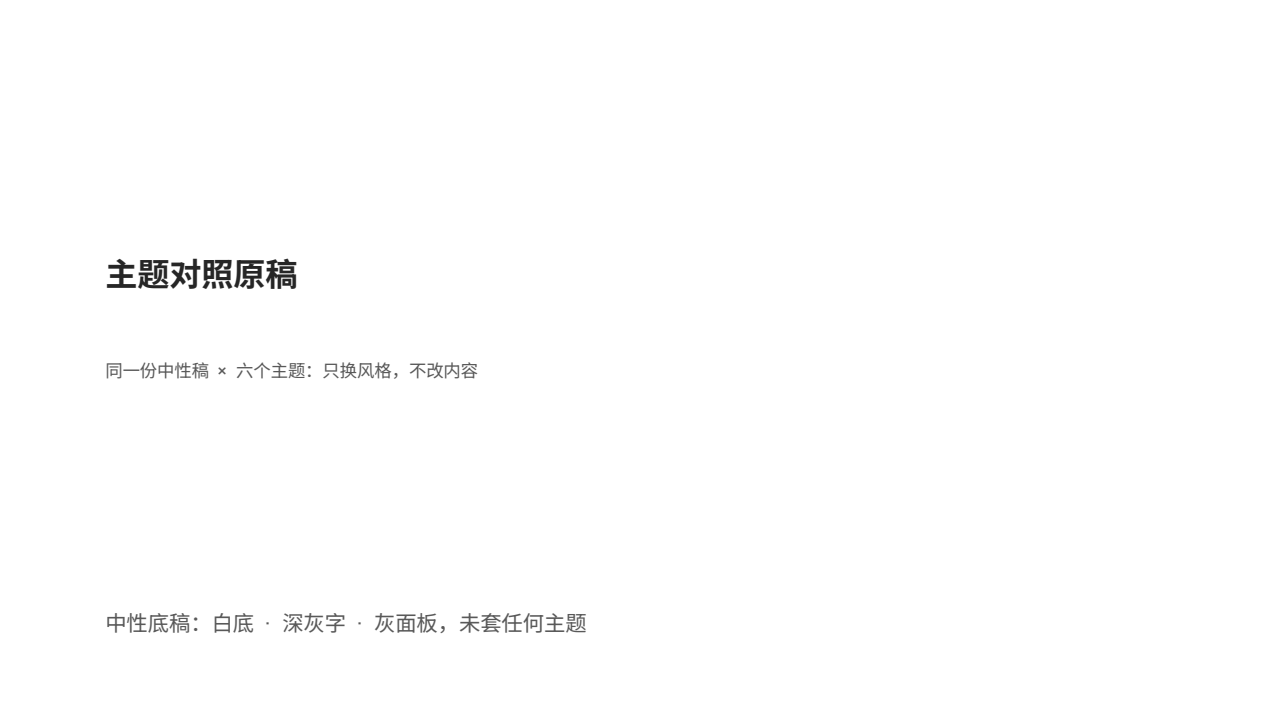 主题对照原稿
同一份中性稿 × 六个主题：只换风格，不改内容
中性底稿：白底 · 深灰字 · 灰面板，未套任何主题